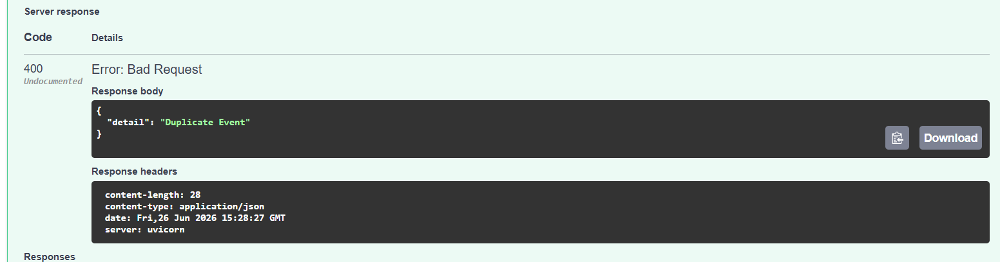 Server response
Code Details
400 Error: Bad Request
Undocumented
Response body
{
  "detail": "Duplicate Event"
}
Download
Response headers
content-length: 28
content-type: application/json
date: Fri,26 Jun 2026 15:28:27 GMT
server: uvicorn
Responses